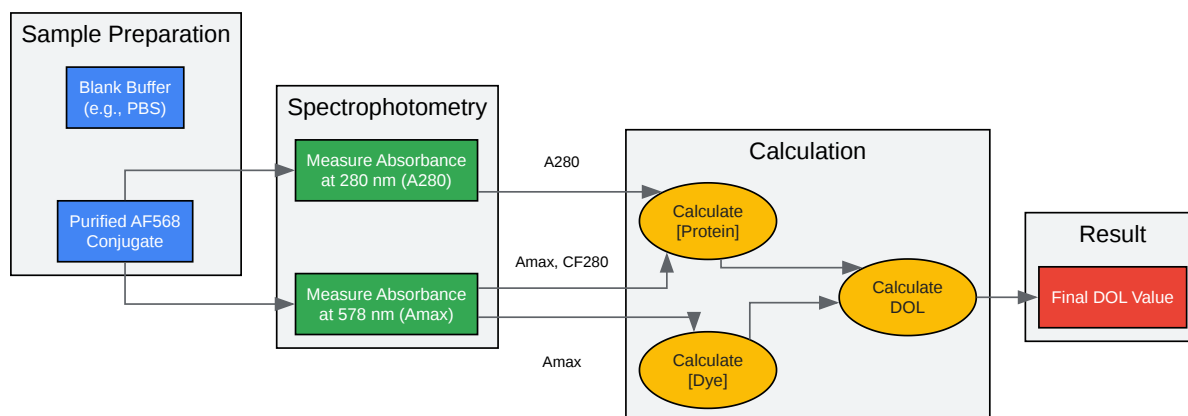 Sample Preparation
Blank Buffer
(e.g., PBS)
Purified AF568
Conjugate
Spectrophotometry
Measure Absorbance
at 280 nm (A280)
Measure Absorbance
at 578 nm (Amax)
A280
Amax, CF280
Amax
Calculation
Calculate
[Protein]
Calculate
[Dye]
Calculate
DOL
Result
Final DOL Value